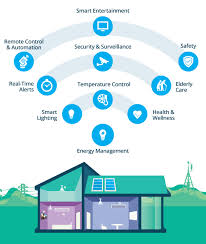 Smart Entertainment
Remote Control
& Automation
Security & Surveillance
Safety
Real-Time
Alerts
Temperature Control
Elderly
Care
Smart
Lighting
Health &
Wellness
Energy Management